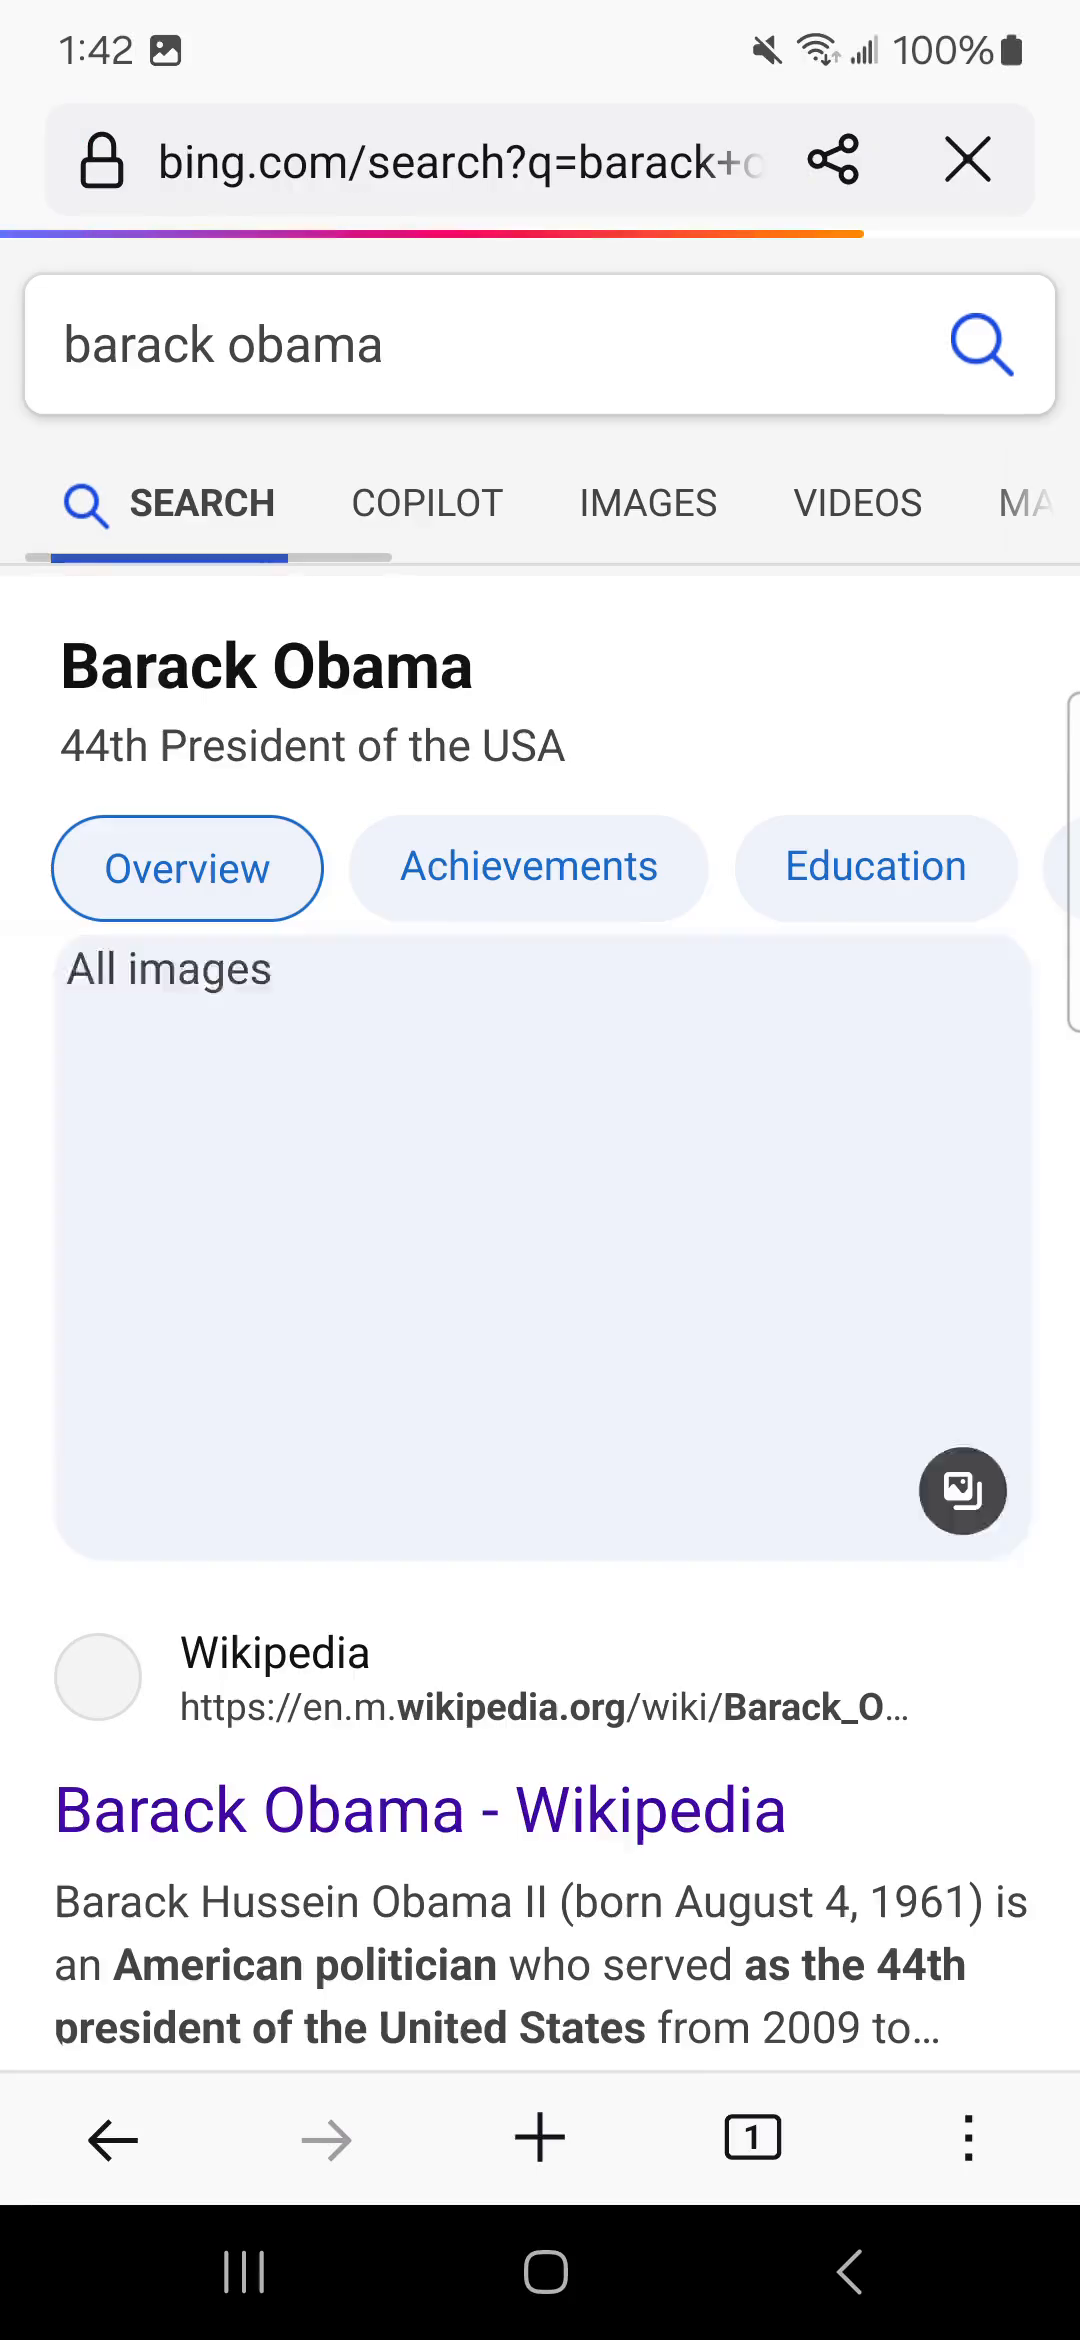 1:42
100%
bing.com/search?q=barack+o
barack obama
SEARCH
COPILOT
IMAGES
VIDEOS
MA
Barack Obama
44th President of the USA
Overview
Achievements
Education
All images
Wikipedia
https://en.m.wikipedia.org/wiki/Barack_O...
Barack Obama - Wikipedia
Barack Hussein Obama II (born August 4, 1961) is
an American politician who served as the 44th
president of the United States from 2009 to...
1